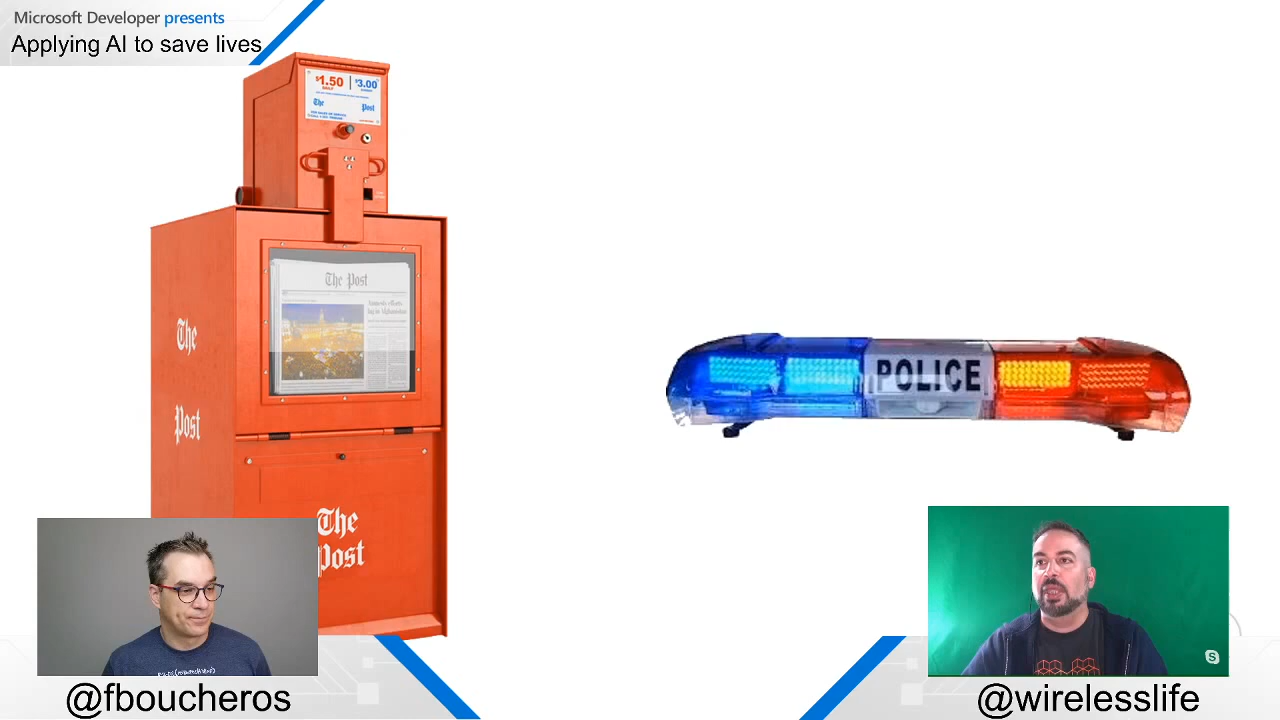 Microsoft Developer presents
Applying AI to save lives
$1.50 | $3.00
DAILY
The Post
The Post
The
Post
The
Post
POLICE
@fboucheros
@wirelesslife